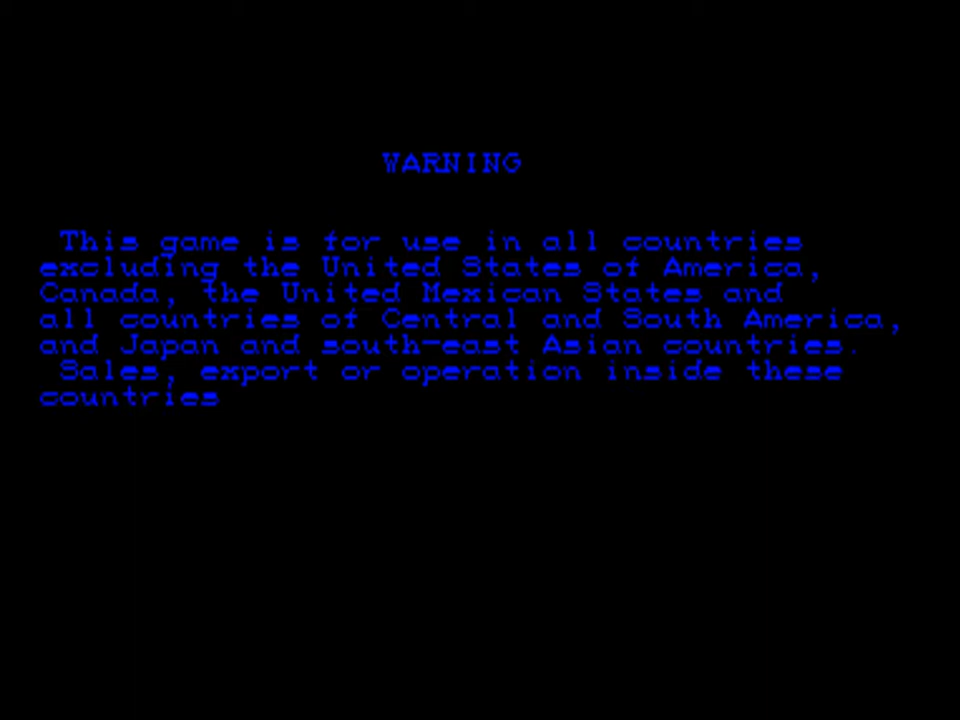 WARNING
This game is for use in all countries
excluding the United States of America,
Canada, the United Mexican States and
all countries of Central and South America,
and Japan and south-east Asian countries.
Sales, export or operation inside these
countries